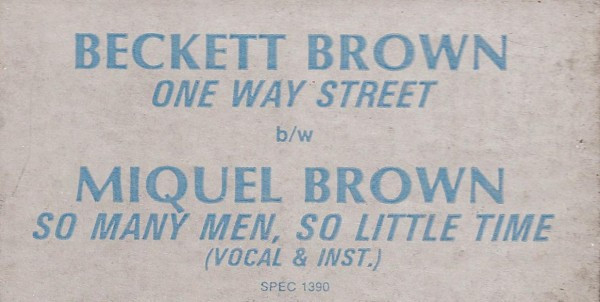 BECKETT BROWN
ONE WAY STREET
b/w
MIQUEL BROWN
SO MANY MEN, SO LITTLE TIME
(VOCAL & INST.)
SPEC 1390